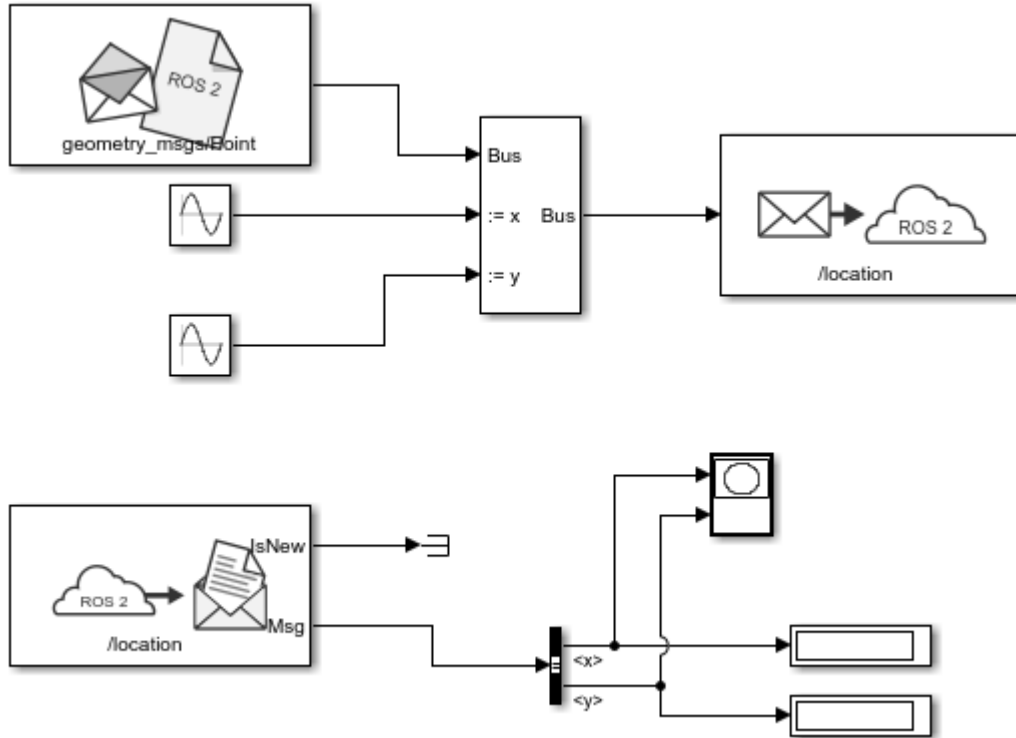 ROS 2
geometry_msgs/Point
Bus
:= x
Bus
:= y
ROS 2
/location
IsNew
ROS 2
Msg
/location
<x>
<y>